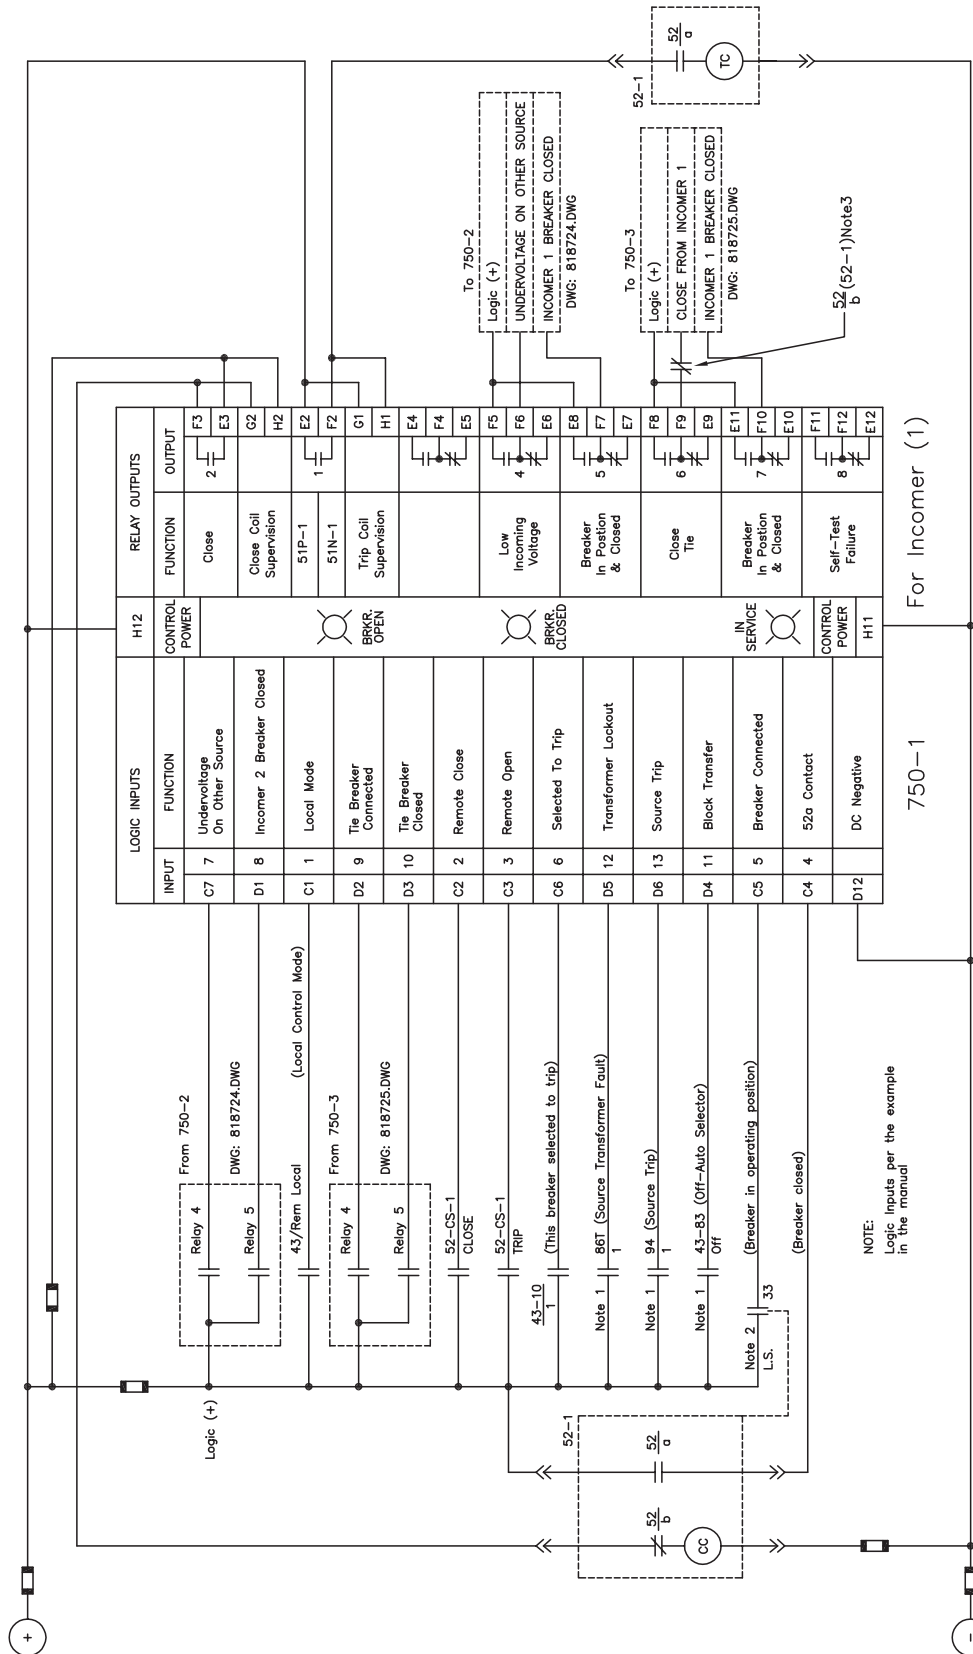 +
-
Logic (+)
Relay 4
Relay 5
From 750-2
DWG: 818724.DWG
43/Rem Local
(Local Control Mode)
Relay 4
Relay 5
From 750-3
DWG: 818725.DWG
52-CS-1
CLOSE
52-CS-1
TRIP
43-10
1
(This breaker selected to trip)
Note 1
86T (Source Transformer Fault)
1
Note 1
94 (Source Trip)
1
Note 1
43-83 (Off-Auto Selector)
Off
Note 2
L.S.
33
(Breaker in operating position)
(Breaker closed)
52-1
52
a
52
b
CC
NOTE:
Logic Inputs per the example
in the manual
LOGIC INPUTS
INPUT
FUNCTION
C7
7
Undervoltage
On Other Source
D1
8
Incomer 2 Breaker Closed
C1
1
Local Mode
D2
9
Tie Breaker
Connected
D3
10
Tie Breaker
Closed
C2
2
Remote Close
C3
3
Remote Open
C6
6
Selected To Trip
D5
12
Transformer Lockout
D6
13
Source Trip
D4
11
Block Transfer
C5
5
Breaker Connected
C4
4
52a Contact
D12
DC Negative
H12
CONTROL
POWER
BRKR.
OPEN
BRKR.
CLOSED
IN
SERVICE
CONTROL
POWER
H11
RELAY OUTPUTS
FUNCTION
OUTPUT
Close
2
F3
E3
Close Coil
Supervision
G2
H2
51P-1
51N-1
1
E2
F2
Trip Coil
Supervision
G1
H1
E4
F4
E5
Low
Incoming
Voltage
4
F5
F6
E6
Breaker
In Postion
& Closed
5
E8
F7
E7
Close
Tie
6
F8
F9
E9
Breaker
In Postion
& Closed
7
E11
F10
E10
Self-Test
Failure
8
F11
F12
E12
750-1
For Incomer (1)
To 750-2
Logic (+)
UNDERVOLTAGE ON OTHER SOURCE
INCOMER 1 BREAKER CLOSED
DWG: 818724.DWG
To 750-3
Logic (+)
CLOSE FROM INCOMER 1
INCOMER 1 BREAKER CLOSED
DWG: 818725.DWG
52
b
(52-1)Note3
52-1
52
a
TC